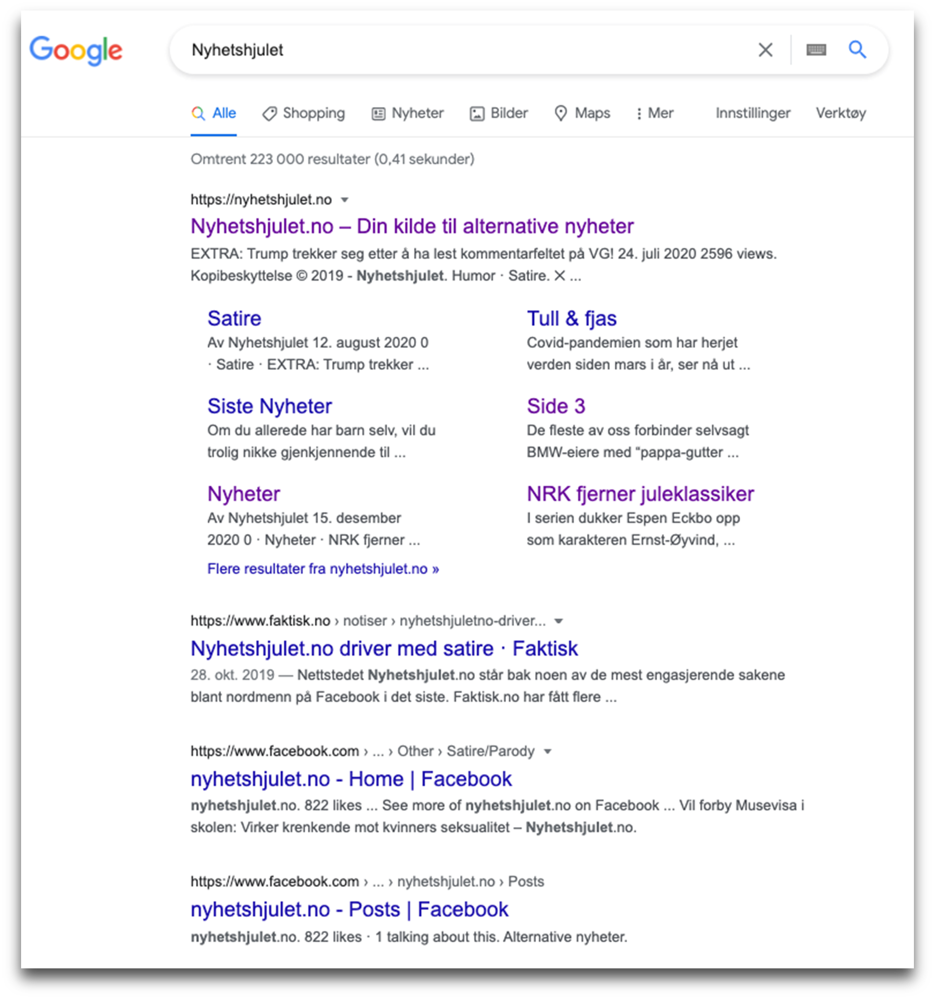 Google
Nyhetshjulet
Alle Shopping Nyheter Bilder Maps Mer Innstillinger Verktøy
Omtrent 223 000 resultater (0,41 sekunder)
https://nyhetshjulet.no
Nyhetshjulet.no – Din kilde til alternative nyheter
EXTRA: Trump trekker seg etter å ha lest kommentarfeltet på VG! 24. juli 2020 2596 views.
Kopibeskyttelse © 2019 - Nyhetshjulet. Humor · Satire. X ...
Satire
Av Nyhetshjulet 12. august 2020 0
· Satire · EXTRA: Trump trekker ...
Tull & fjas
Covid-pandemien som har herjet
verden siden mars i år, ser nå ut ...
Siste Nyheter
Om du allerede har barn selv, vil du
trolig nikke gjenkjennende til ...
Side 3
De fleste av oss forbinder selvsagt
BMW-eiere med “pappa-gutter ...
Nyheter
Av Nyhetshjulet 15. desember
2020 0 · Nyheter · NRK fjerner ...
NRK fjerner juleklassiker
I serien dukker Espen Eckbo opp
som karakteren Ernst-Øyvind, ...
Flere resultater fra nyhetshjulet.no »
https://www.faktisk.no › notiser › nyhetshjuletno-driver...
Nyhetshjulet.no driver med satire · Faktisk
28. okt. 2019 — Nettstedet Nyhetshjulet.no står bak noen av de mest engasjerende sakene
blant nordmenn på Facebook i det siste. Faktisk.no har fått flere ...
https://www.facebook.com › ... › Other › Satire/Parody
nyhetshjulet.no - Home | Facebook
nyhetshjulet.no. 822 likes ... See more of nyhetshjulet.no on Facebook ... Vil forby Musevisa i
skolen: Virker krenkende mot kvinners seksualitet – Nyhetshjulet.no.
https://www.facebook.com › ... › nyhetshjulet.no › Posts
nyhetshjulet.no - Posts | Facebook
nyhetshjulet.no. 822 likes · 1 talking about this. Alternative nyheter.